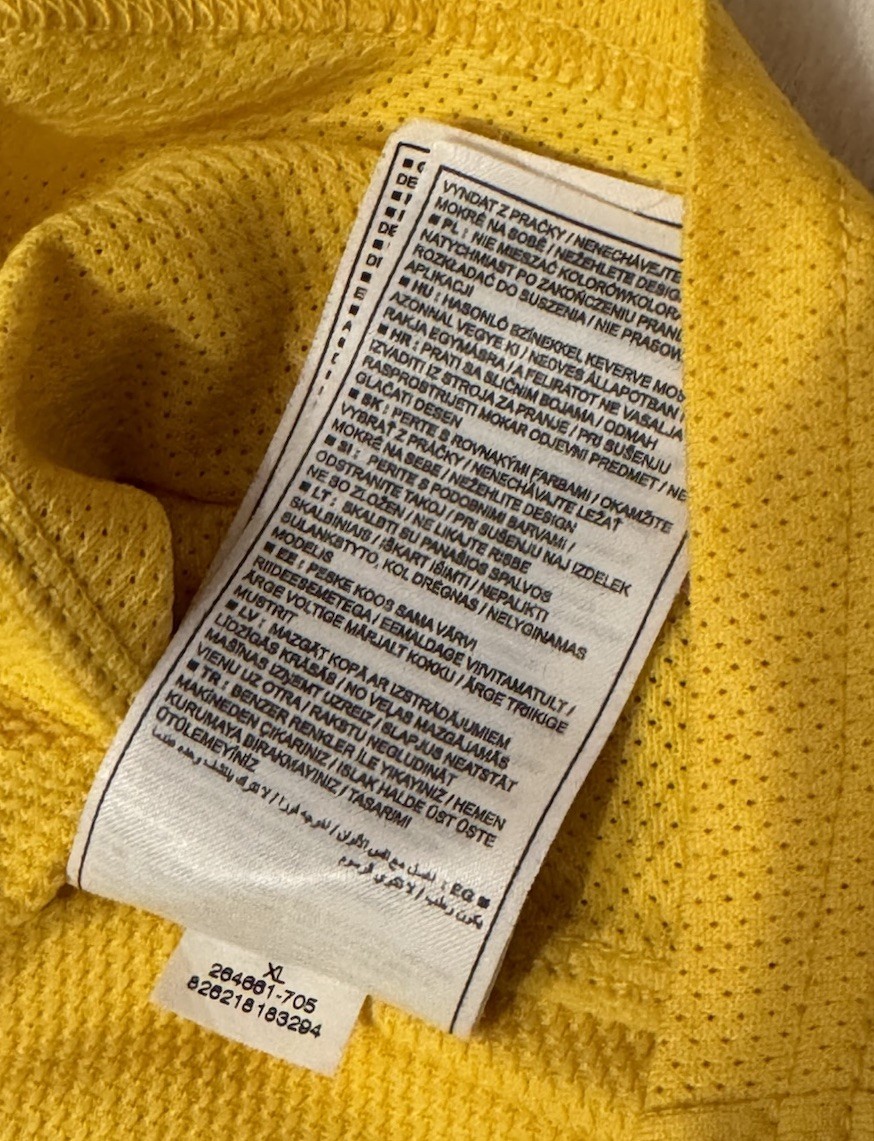 VYNDAT Z PRAČKY / NENECHÁVEJTE
MOKRÉ NA SOBĚ / NEŽEHLETE DESIGN
■ PL : NIE MIESZAĆ KOLORÓW
NATYCHMIAST PO ZAKOŃCZENIU PRANI
ROZKŁADAĆ DO SUSZENIA / NIE PRASOW
APLIKACJI
■ HU : HASONLÓ SZÍNEKKEL KEVERVE MOS
AZONNAL VEGYE KI / NEDVES ÁLLAPOTBAN
RAKJA EGYMÁSRA / A FELIRATOT NE VASALJA
■ HR : PRATI SA SLIČNIM BOJAMA / ODMAH
IZVADITI IZ STROJA ZA PRANJE / PRI SUŠENJU
RASPROSTRIJETI MOKAR ODJEVNI PREDMET / NE
GLAČATI DESEN
■ SK : PERTE S ROVNAKÝMI FARBAMI / OKAMŽITE
VYBRAŤ Z PRÁČKY / NENECHÁVAJTE LEŽAŤ
MOKRÉ NA SEBE / NEŽEHLITE DESIGN
■ SI : PERITE S PODOBNIMI BARVAMI /
ODSTRANITE TAKOJ / PRI SUŠENJU NAJ IZDELEK
NE BO ZLOŽEN / NE LIKAJTE RISBE
■ LT : SKALBTI SU PANAŠIOS SPALVOS
SKALBINIAIS / IŠKART IŠIMTI / NEPALIKTI
SULANKSTYTO, KOL DRĖGNAS / NELYGINAMAS
MODELIS
■ EE : PESKE KOOS SAMA VÄRVI
RIIDEESEMETEGA / EEMALDAGE VIIVITAMATULT /
ÄRGE VOLTIGE MÄRJALT KOKKU / ÄRGE TRIIKIGE
MUSTRIT
■ LV : MAZGĀT KOPĀ AR IZSTRĀDĀJUMIEM
LĪDZĪGĀS KRĀSĀS / NO VEĻAS MAZGĀJAMĀS
MAŠĪNAS IZŅEMT UZREIZ / SLAPJUS NEATSTĀT
VIENU UZ OTRA / RAKSTU NEGLUDINĀT
■ TR : BENZER RENKLER İLE YIKAYINIZ / HEMEN
MAKİNEDEN ÇIKARINIZ / ISLAK HALDE ÜST ÜSTE
KURUMAYA BIRAKMAYINIZ / TASARIMI
ÜTÜLEMEYİNİZ
■ EG :
XL
264661-705
826218183294